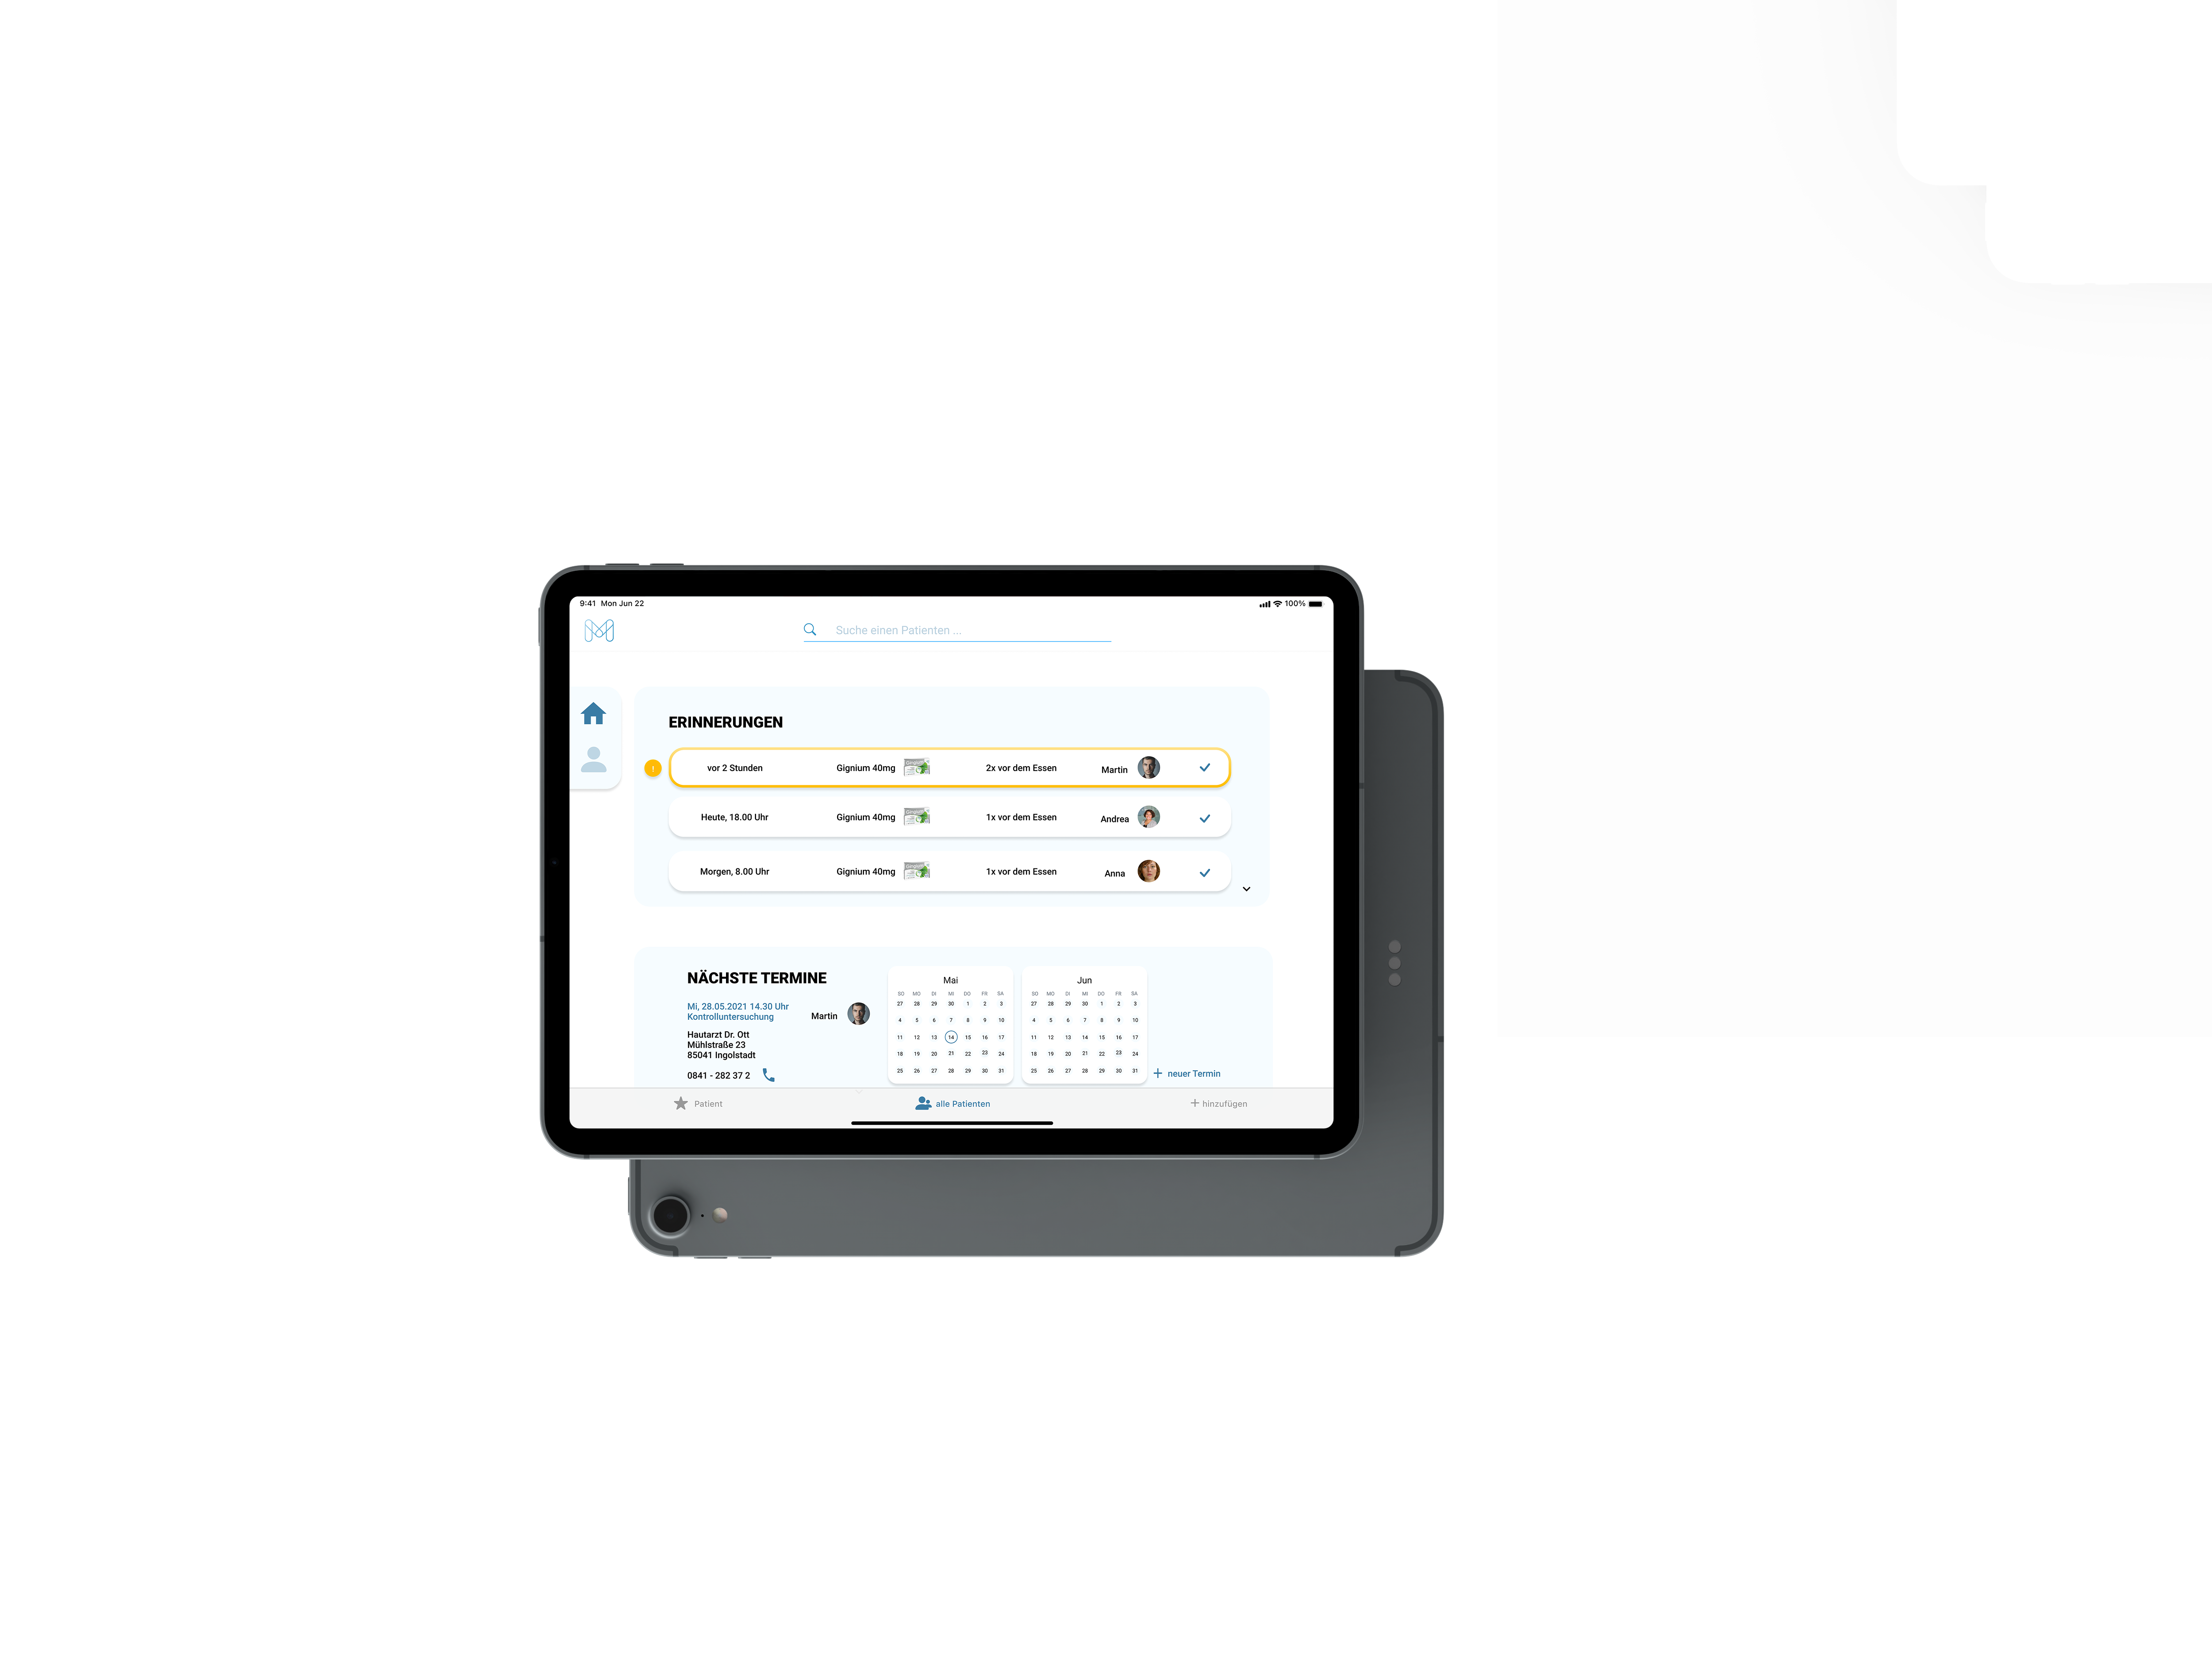 9:41 Mon Jun 22
100%
Suche einen Patienten ...
ERINNERUNGEN
! vor 2 Stunden Gignium 40mg 2x vor dem Essen Martin
Heute, 18.00 Uhr Gignium 40mg 1x vor dem Essen Andrea
Morgen, 8.00 Uhr Gignium 40mg 1x vor dem Essen Anna
NÄCHSTE TERMINE
Mi, 28.05.2021 14.30 Uhr
Kontrolluntersuchung
Martin
Hautarzt Dr. Ott
Mühlstraße 23
85041 Ingolstadt
0841 - 282 37 2
Mai
SO MO DI MI DO FR SA
27 28 29 30 1 2 3
4 5 6 7 8 9 10
11 12 13 14 15 16 17
18 19 20 21 22 23 24
25 26 27 28 29 30 31
Jun
SO MO DI MI DO FR SA
27 28 29 30 1 2 3
4 5 6 7 8 9 10
11 12 13 14 15 16 17
18 19 20 21 22 23 24
25 26 27 28 29 30 31
+ neuer Termin
Patient
alle Patienten
+ hinzufügen